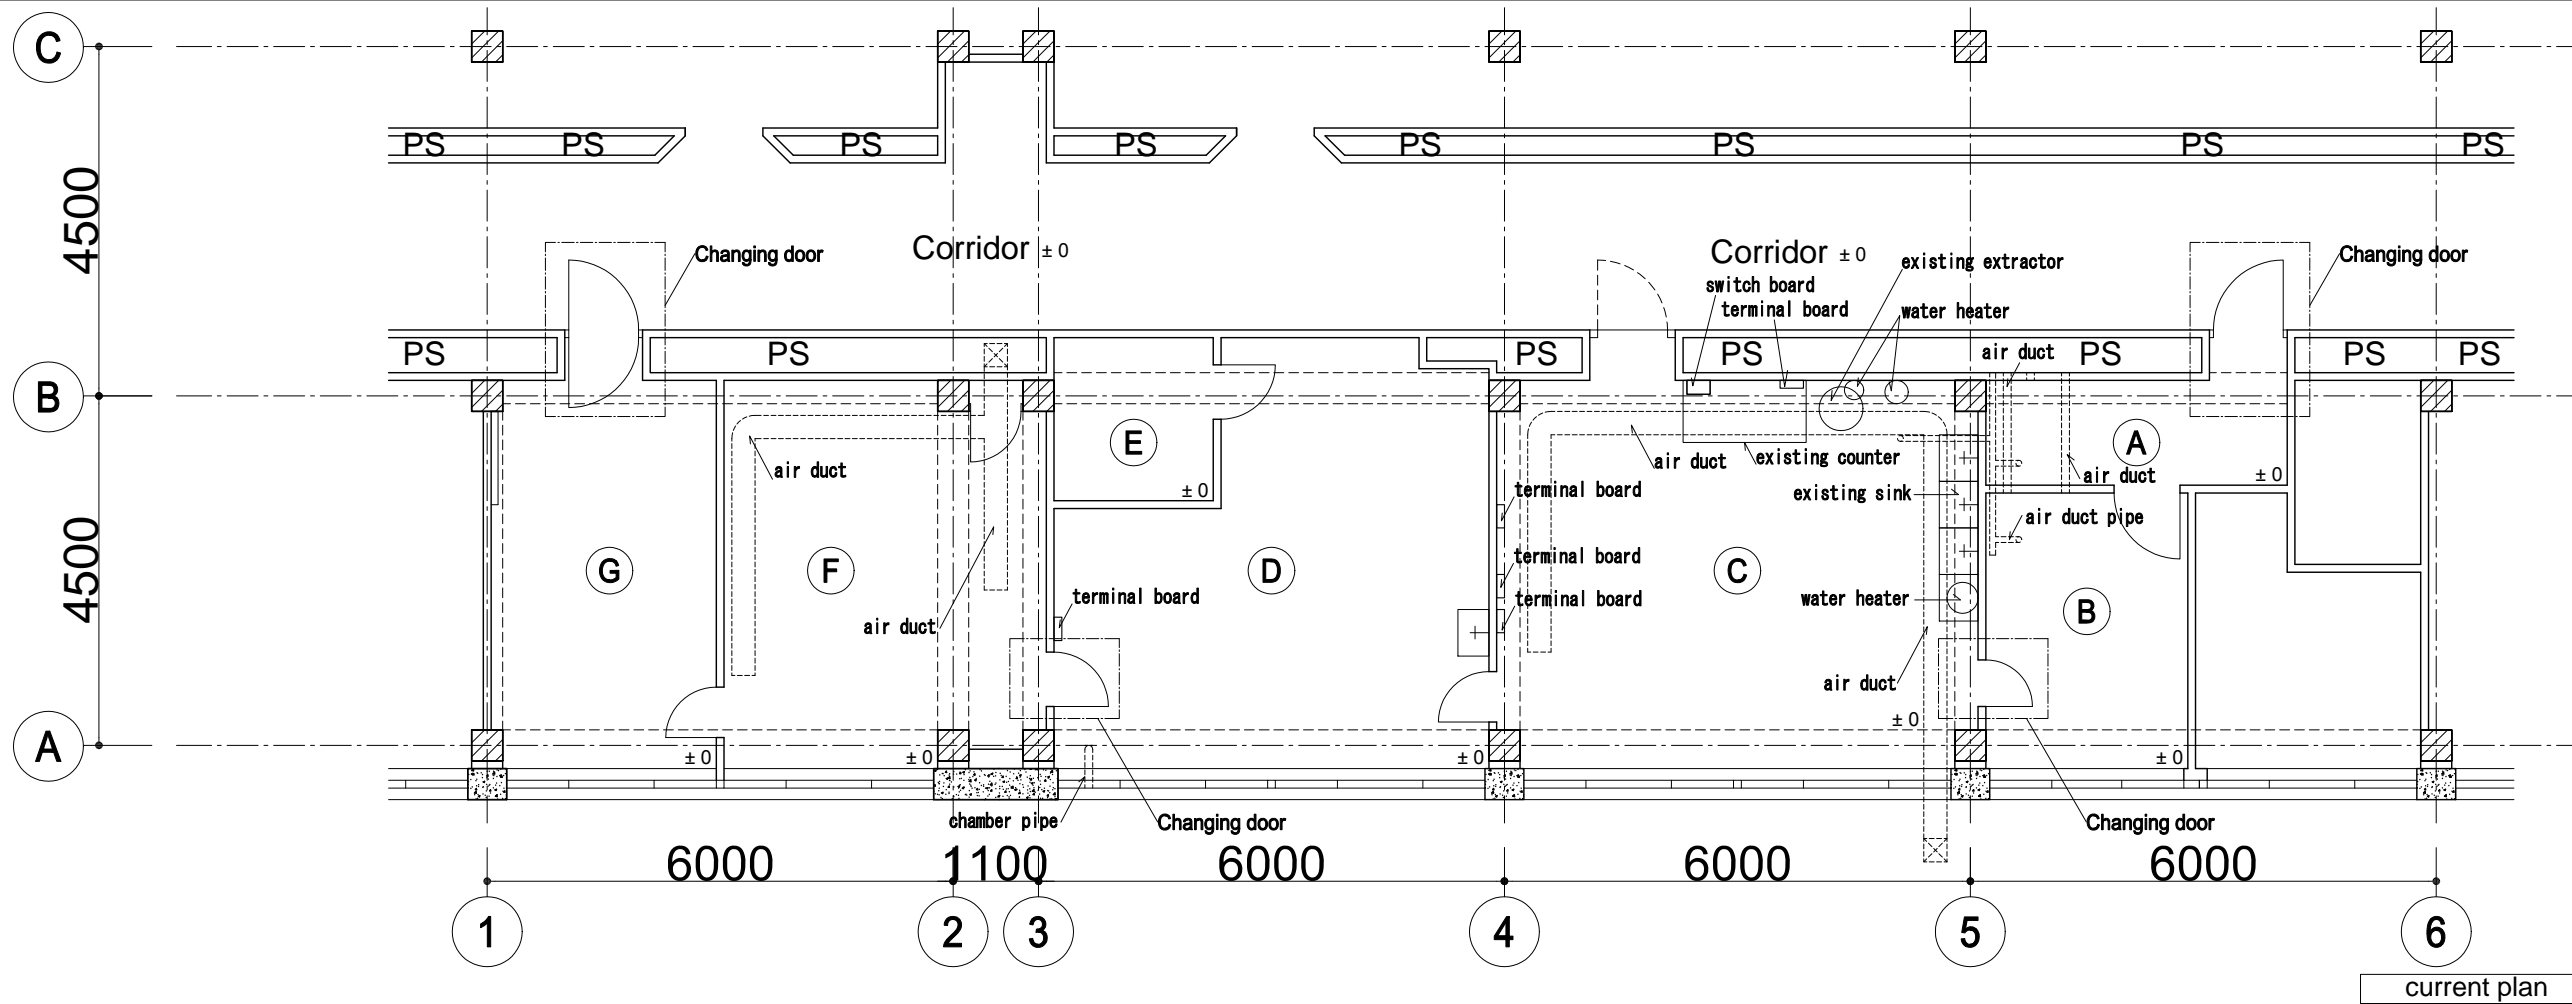 C
PS PS PS PS PS PS PS PS
4500
Corridor ±0
Corridor ±0
Changing door
existing extractor
Changing door
switch board
terminal board
water heater
PS PS PS PS PS PS PS
air duct
B
E
A
air duct
air duct
existing counter
air duct
±0
terminal board
existing sink
±0
air duct pipe
4500
G
F
D
terminal board
C
terminal board
terminal board
water heater
B
air duct
air duct
±0
A
±0
±0
±0
±0
chamber pipe
Changing door
Changing door
6000 1100 6000 6000 6000
1 2 3 4 5 6
current plan